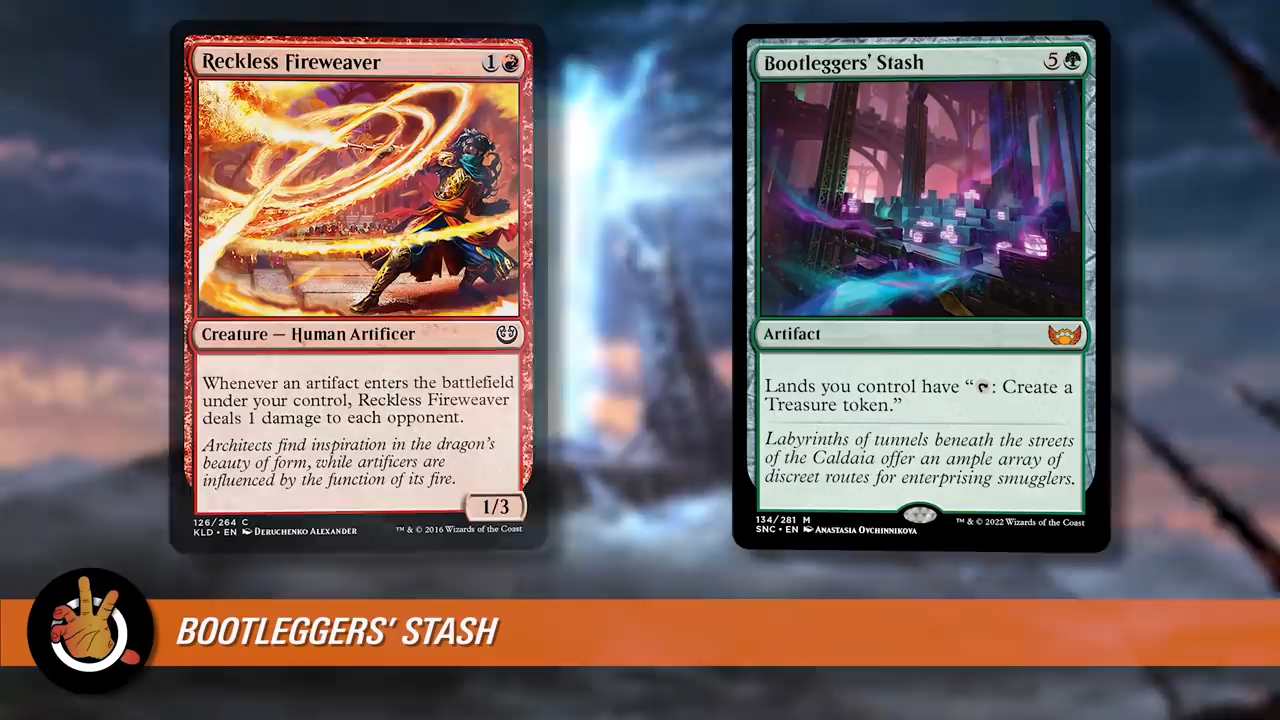 Reckless Fireweaver 1
Creature — Human Artificer
Whenever an artifact enters the battlefield
under your control, Reckless Fireweaver
deals 1 damage to each opponent.
Architects find inspiration in the dragon's
beauty of form, while artificers are
influenced by the function of its fire.
1/3
126/264 C
KLD • EN Deruchenko Alexander
™ & © 2016 Wizards of the Coast
Bootleggers' Stash 5
Artifact
Lands you control have “: Create a
Treasure token.”
Labyrinths of tunnels beneath the streets
of the Caldaia offer an ample array of
discreet routes for enterprising smugglers.
134/281 M
SNC • EN Anastasia Ovchinnikova
™ & © 2022 Wizards of the Coast
BOOTLEGGERS' STASH